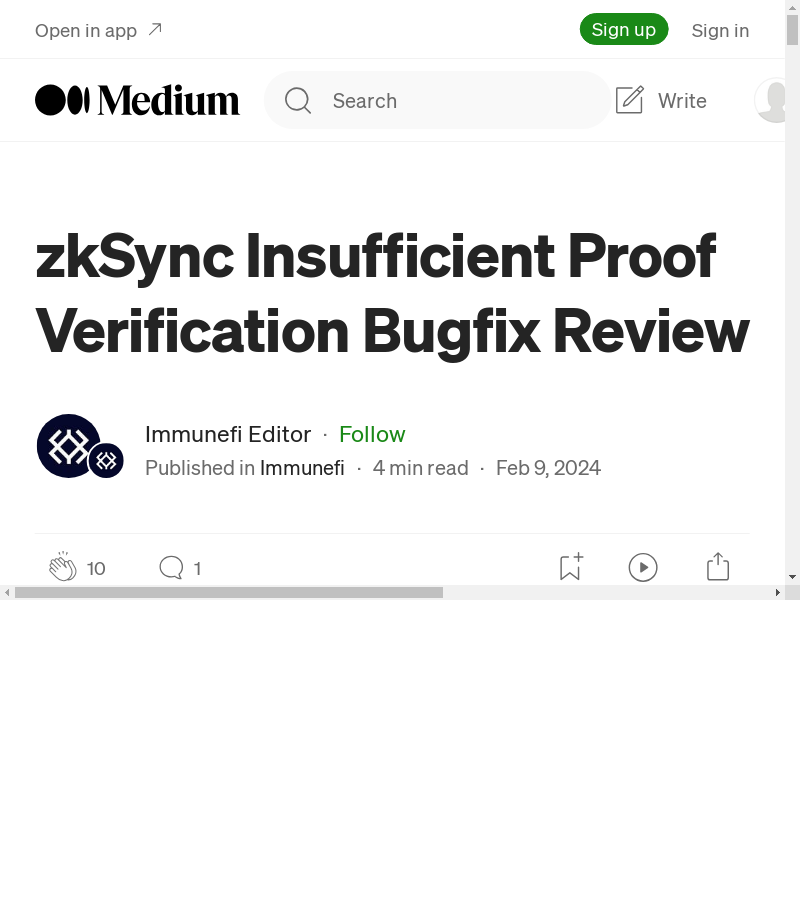 Open in app
Sign up
Sign in
Medium
Search
Write
zkSync Insufficient Proof
Verification Bugfix Review
Immunefi Editor · Follow
Published in Immunefi · 4 min read · Feb 9, 2024
10
1